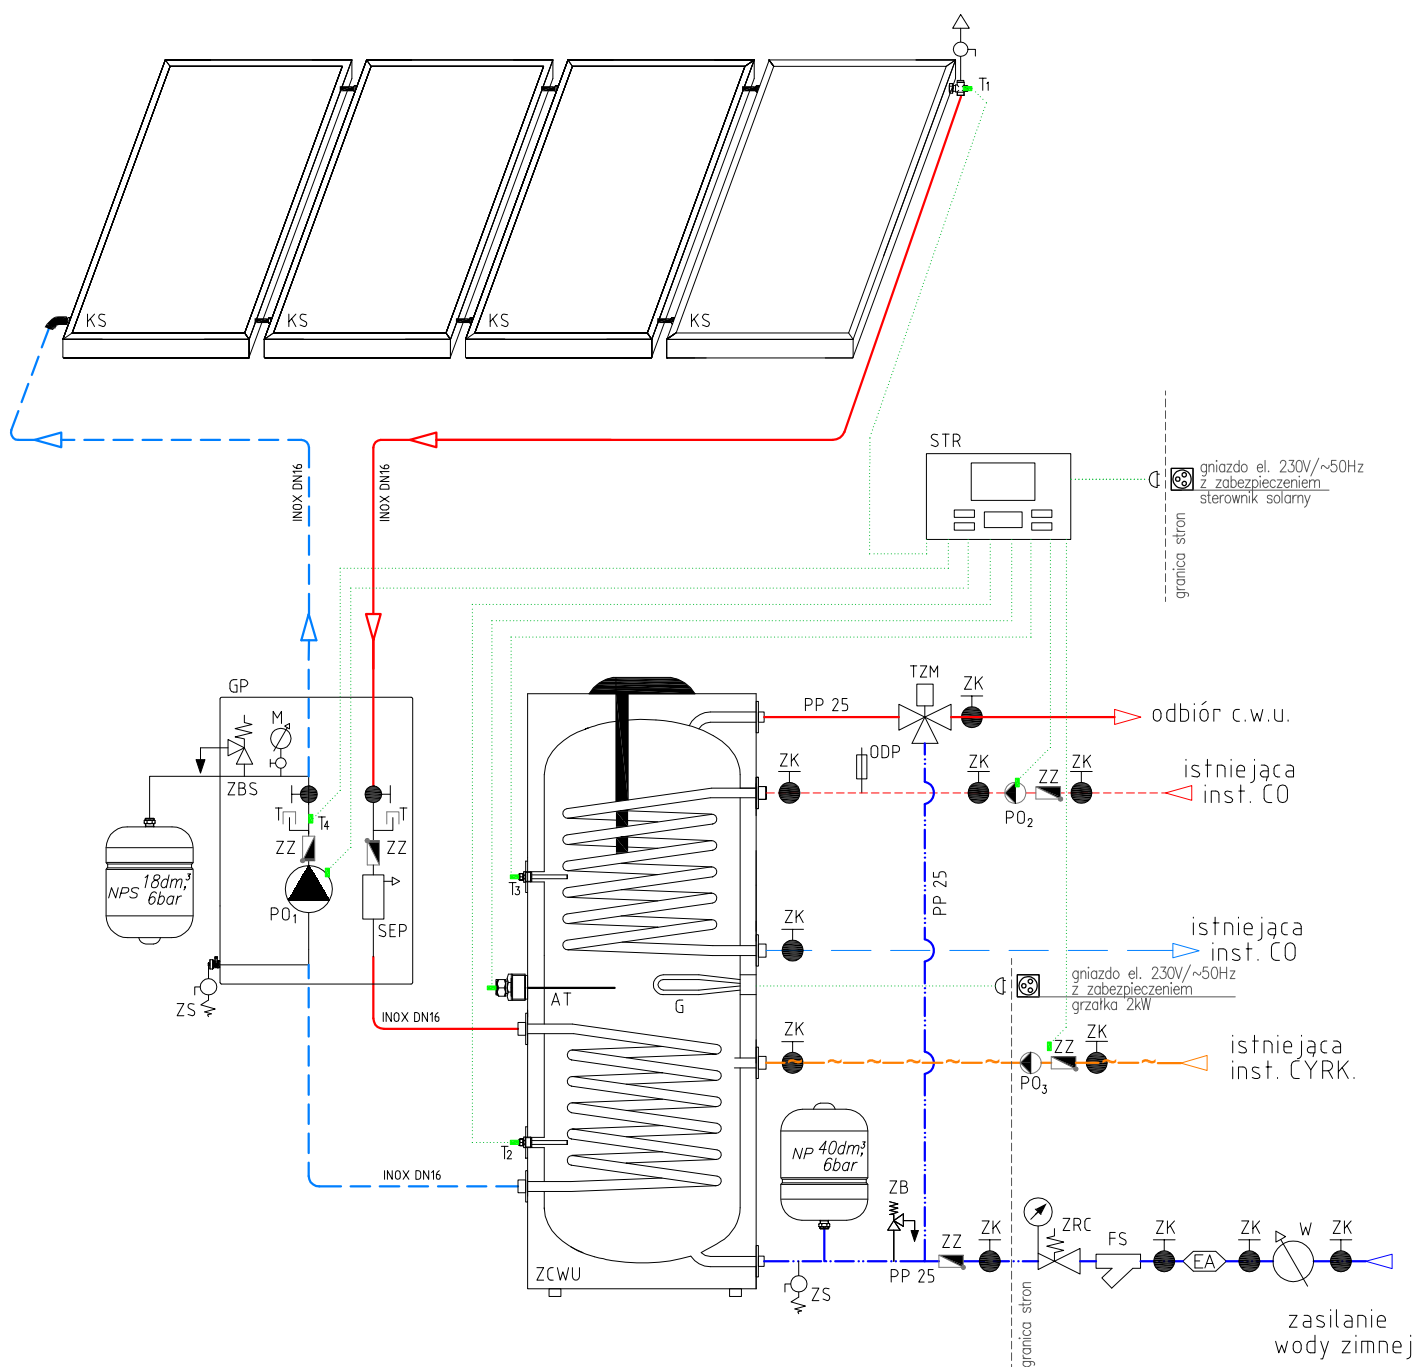 T1
KS
KS
KS
KS
STR
gniazdo el. 230V/~50Hz
z zabezpieczeniem
sterownik solarny
granica stron
INOX DN16
INOX DN16
GP
M
ZBS
T
T4
T
ZZ
ZZ
PO1
SEP
NPS 18dm³,
6bar
ZS
INOX DN16
INOX DN16
T3
AT
G
T2
ZCWU
PP 25
TZM
ZK
odbiór c.w.u.
ZK
ODP
ZK
PO2
ZZ
ZK
istniejąca
inst. CO
PP 25
ZK
istniejąca
inst. CO
gniazdo el. 230V/~50Hz
z zabezpieczeniem
grzałka 2kW
ZK
PO3
ZZ
ZK
istniejąca
inst. CYRK.
NP 40dm³,
6bar
ZB
ZS
PP 25
ZZ
ZK
granica stron
ZRC
FS
ZK
EA
ZK
W
ZK
zasilanie
wody zimnej